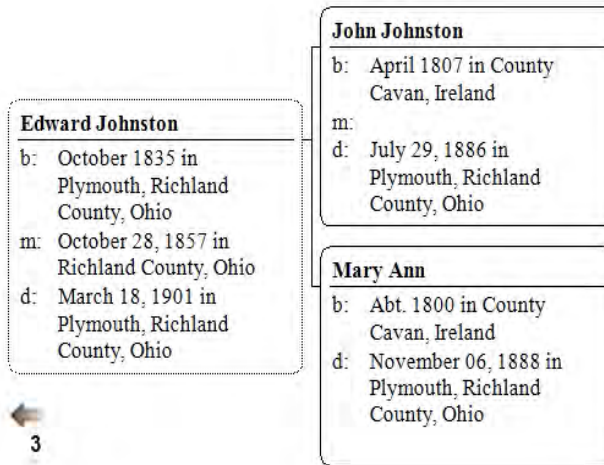 John Johnston
b: April 1807 in County
Cavan, Ireland
m:
d: July 29, 1886 in
Plymouth, Richland
County, Ohio
Edward Johnston
b: October 1835 in
Plymouth, Richland
County, Ohio
m: October 28, 1857 in
Richland County, Ohio
d: March 18, 1901 in
Plymouth, Richland
County, Ohio
Mary Ann
b: Abt. 1800 in County
Cavan, Ireland
d: November 06, 1888 in
Plymouth, Richland
County, Ohio
3